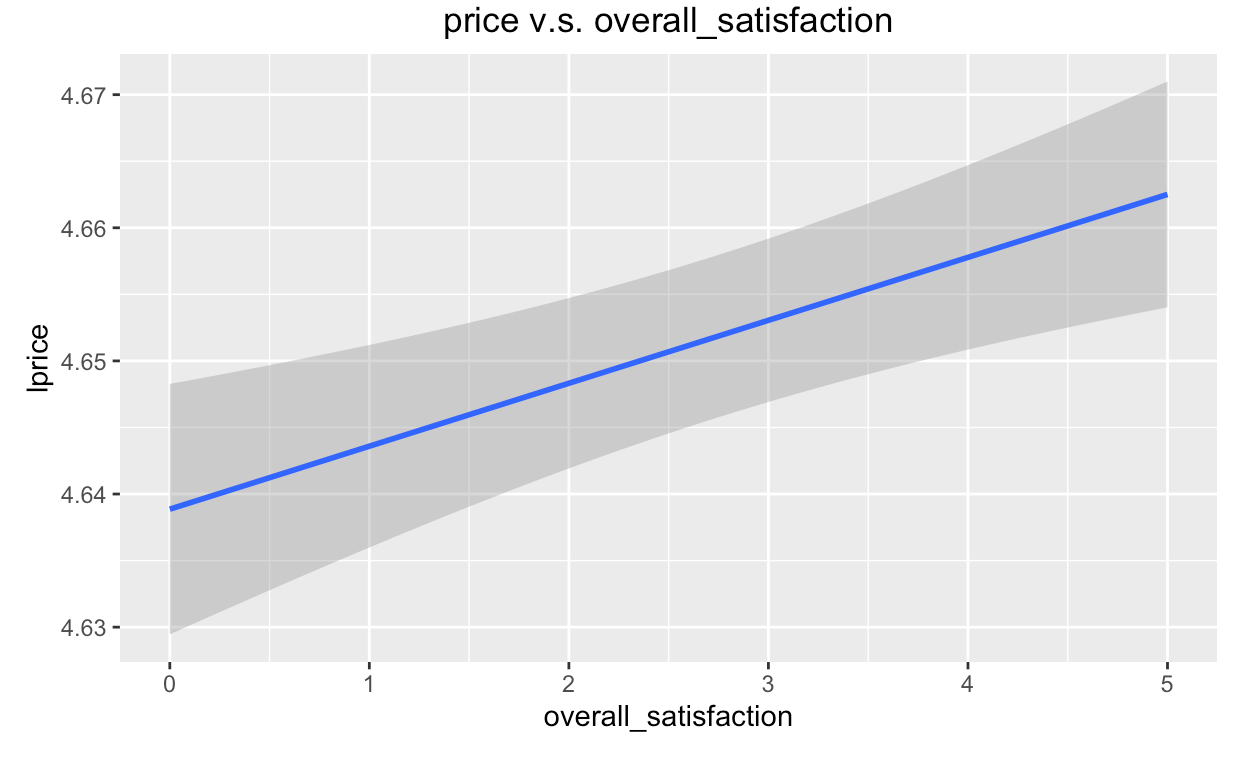 price v.s. overall_satisfaction
4.67
4.66
4.65
4.64
4.63
lprice
0 1 2 3 4 5
overall_satisfaction